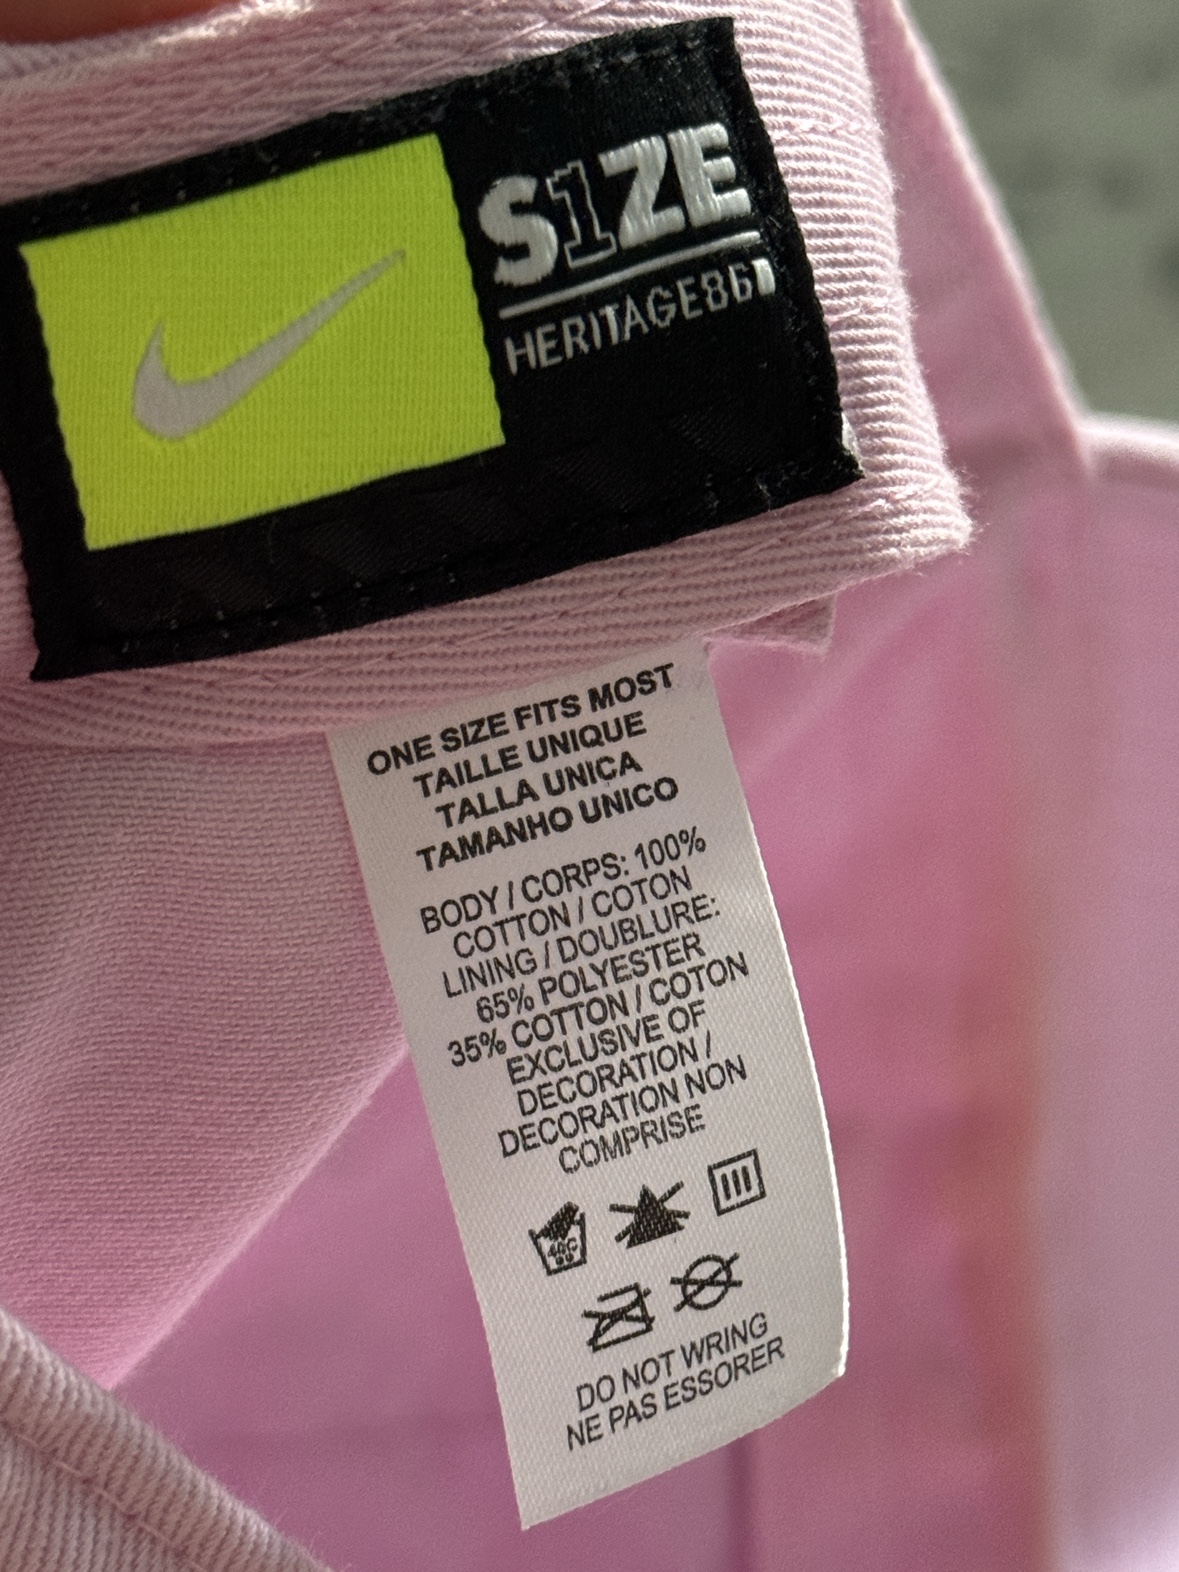 S1ZE
HERITAGE86
ONE SIZE FITS MOST
TAILLE UNIQUE
TALLA UNICA
TAMANHO UNICO
BODY / CORPS: 100%
COTTON / COTON
LINING / DOUBLURE:
65% POLYESTER
35% COTTON / COTON
EXCLUSIVE OF
DECORATION /
DECORATION NON
COMPRISE
40C
DO NOT WRING
NE PAS ESSORER